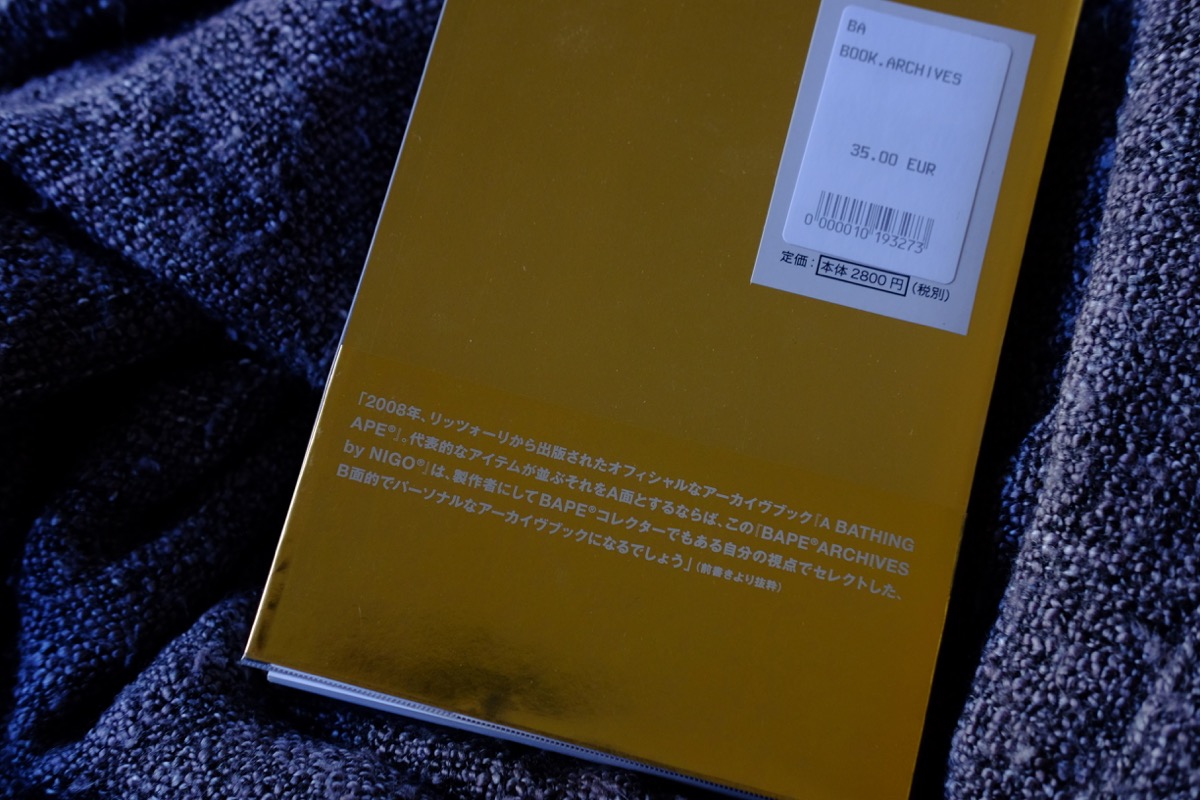 BA
BOOK.ARCHIVES
35.00 EUR
0 000010 193273
定価：本体 2800 円（税別）
「2008年、リッツォーリから出版されたオフィシャルなアーカイヴブック『A BATHING
APE®』。代表的なアイテムが並ぶそれをA面とするならば、この『BAPE®ARCHIVES
by NIGO®』は、製作者にしてBAPE®コレクターでもある自分の視点でセレクトした、
B面的でパーソナルなアーカイヴブックになるでしょう」（前書きより抜粋）